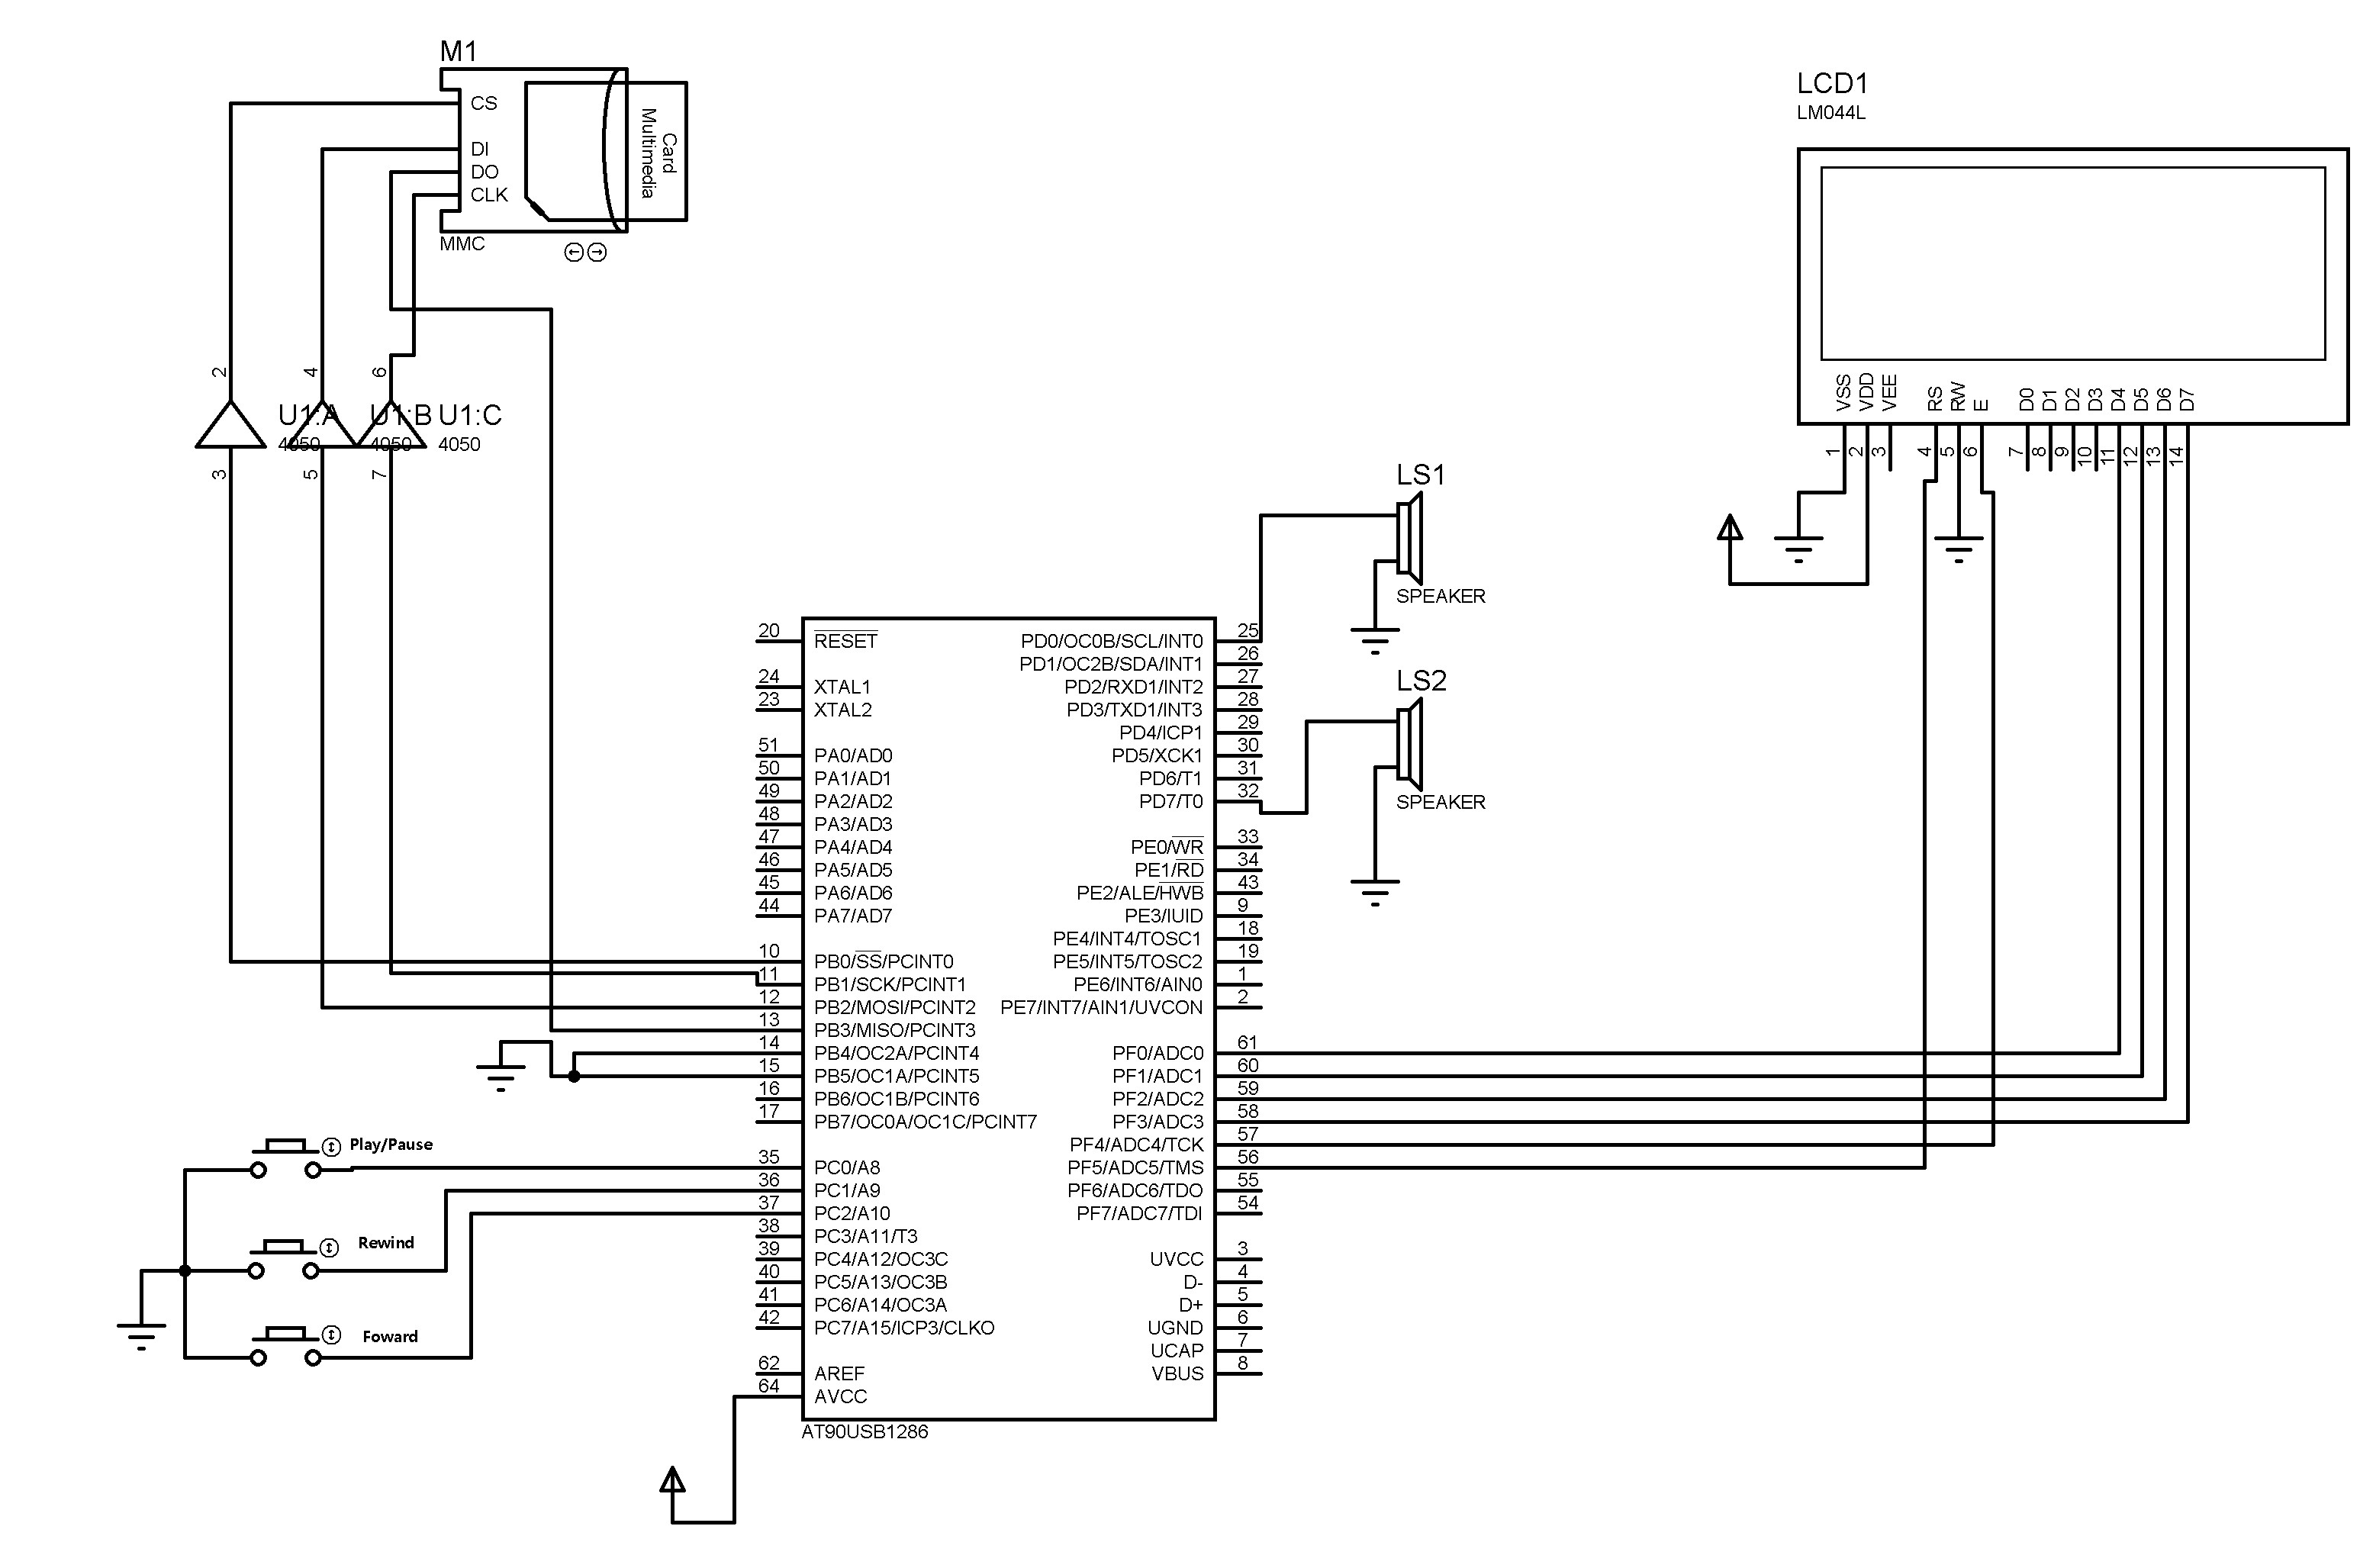 M1
CS
DI
DO
CLK
Card
Multimedia
MMC
LCD1
LM044L
VSS
VDD
VEE
RS
RW
E
D0
D1
D2
D3
D4
D5
D6
D7
1
2
3
4
5
6
7
8
9
10
11
12
13
14
2
4
6
U1:A
4050
U1:B
4050
U1:C
4050
3
5
7
LS1
SPEAKER
LS2
SPEAKER
20 RESET
24 XTAL1
23 XTAL2
51 PA0/AD0
50 PA1/AD1
49 PA2/AD2
48 PA3/AD3
47 PA4/AD4
46 PA5/AD5
45 PA6/AD6
44 PA7/AD7
10 PB0/SS/PCINT0
11 PB1/SCK/PCINT1
12 PB2/MOSI/PCINT2
13 PB3/MISO/PCINT3
14 PB4/OC2A/PCINT4
15 PB5/OC1A/PCINT5
16 PB6/OC1B/PCINT6
17 PB7/OC0A/OC1C/PCINT7
35 PC0/A8
36 PC1/A9
37 PC2/A10
38 PC3/A11/T3
39 PC4/A12/OC3C
40 PC5/A13/OC3B
41 PC6/A14/OC3A
42 PC7/A15/ICP3/CLKO
62 AREF
64 AVCC
PD0/OC0B/SCL/INT0 25
PD1/OC2B/SDA/INT1 26
PD2/RXD1/INT2 27
PD3/TXD1/INT3 28
PD4/ICP1 29
PD5/XCK1 30
PD6/T1 31
PD7/T0 32
PE0/WR 33
PE1/RD 34
PE2/ALE/HWB 43
PE3/IUID 9
PE4/INT4/TOSC1 18
PE5/INT5/TOSC2 19
PE6/INT6/AIN0 1
PE7/INT7/AIN1/UVCON 2
PF0/ADC0 61
PF1/ADC1 60
PF2/ADC2 59
PF3/ADC3 58
PF4/ADC4/TCK 57
PF5/ADC5/TMS 56
PF6/ADC6/TDO 55
PF7/ADC7/TDI 54
UVCC 3
D- 4
D+ 5
UGND 6
UCAP 7
VBUS 8
AT90USB1286
Play/Pause
Rewind
Foward